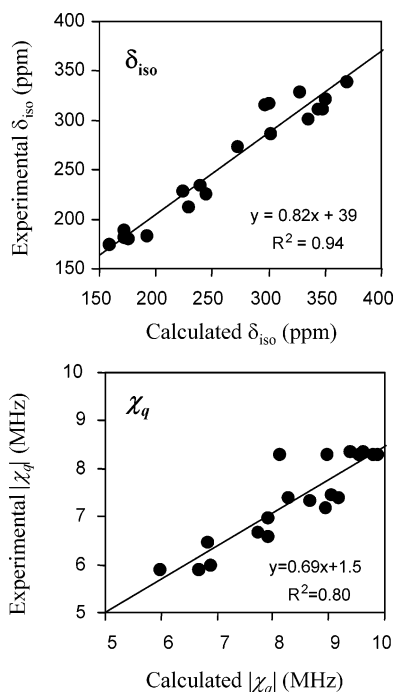 400
350
300
250
200
150
Experimental δiso (ppm)
δiso
y = 0.82x + 39
R² = 0.94
150 200 250 300 350 400
Calculated δiso (ppm)
10
9
8
7
6
5
Experimental |χq| (MHz)
χq
y=0.69x+1.5
R²=0.80
5 6 7 8 9 10
Calculated |χq| (MHz)